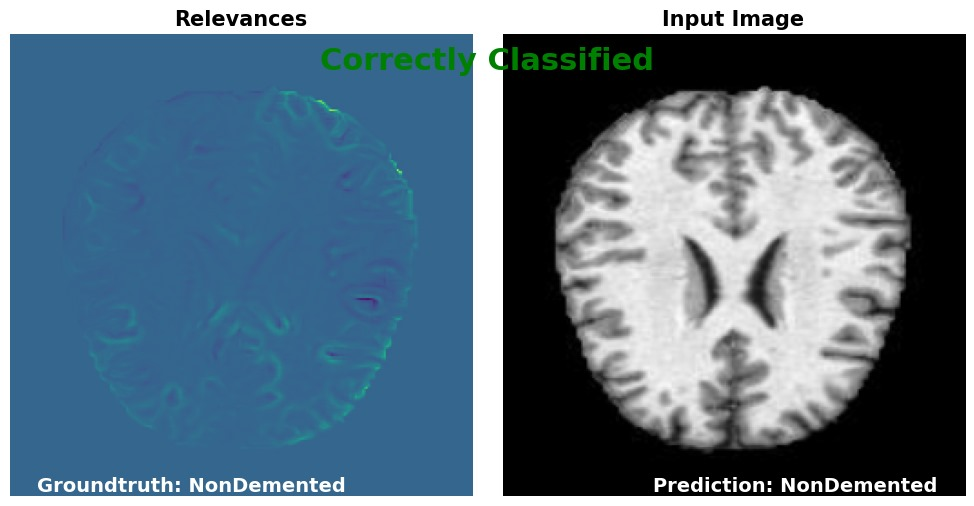 Relevances
Input Image
Correctly Classified
Groundtruth: NonDemented
Prediction: NonDemented